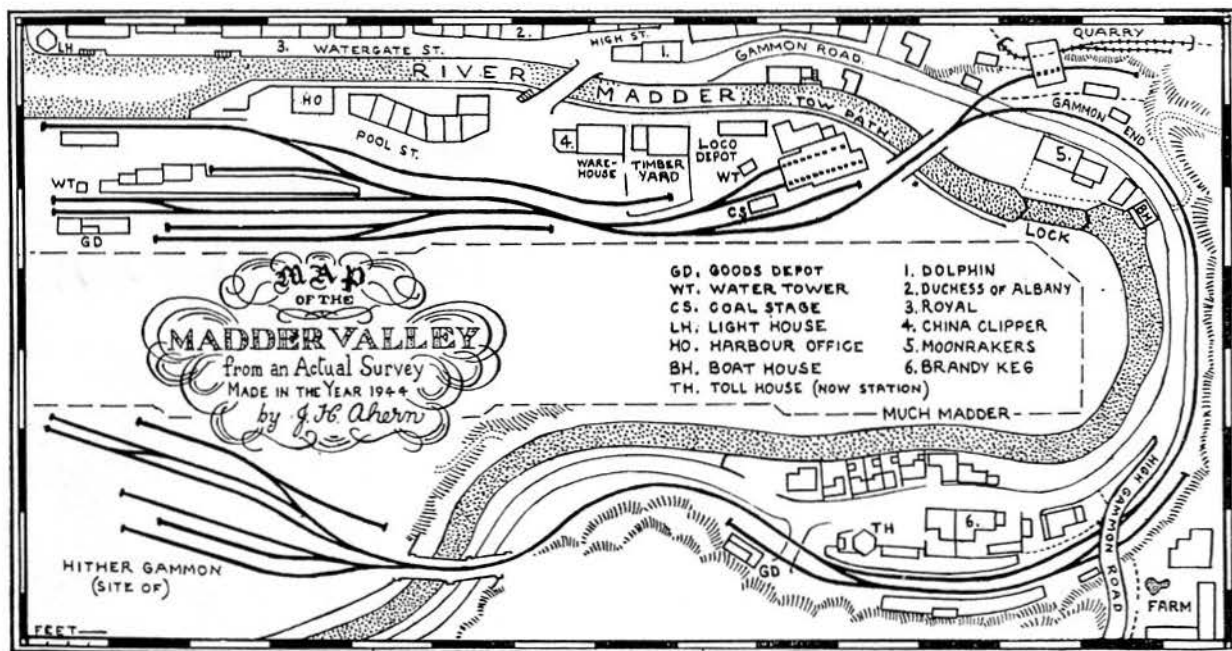 LH
3.
WATERGATE ST.
2.
HIGH ST.
1.
GAMMON ROAD.
6.
QUARRY
RIVER
MADDER
TOW PATH
GAMMON END
HO
POOL ST.
4.
WARE-
HOUSE
TIMBER
YARD
LOCO
DEPOT
WT
CS
5.
BH
LOCK
WT
GD
MAP
OF THE
MADDER VALLEY
from an Actual Survey
MADE IN THE YEAR 1944
by J. H. Ahern
GD. GOODS DEPOT
WT. WATER TOWER
CS. COAL STAGE
LH. LIGHT HOUSE
HO. HARBOUR OFFICE
BH. BOAT HOUSE
TH. TOLL HOUSE (NOW STATION)
1. DOLPHIN
2. DUCHESS OF ALBANY
3. ROYAL
4. CHINA CLIPPER
5. MOONRAKERS
6. BRANDY KEG
MUCH MADDER
HIGH GAMMON
ROAD
TH
6.
GD
FARM
HITHER GAMMON
(SITE OF)
FEET